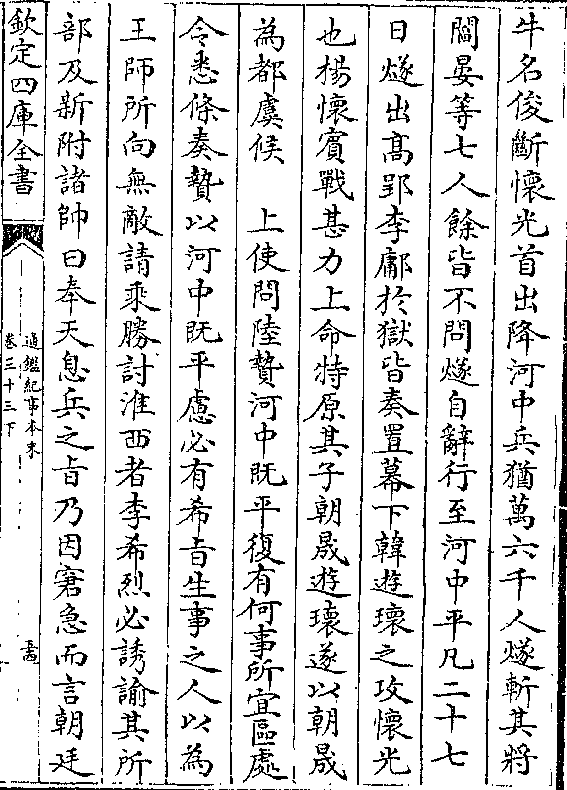 牛名俊斷懷光首出降河中兵猶萬六千人燧斬其將
閻晏等七人餘皆不問燧自辭行至河中平凡二十七
日燧出髙郢李鄘於獄皆奏置幕下韓遊瓌之攻懷光
也楊懷賔戰甚力上命特原其子朝晟遊瓌遂以朝晟
為都虞候　上使問陸贄河中既平復有何事所宜區處
令悉條奏贄以河中既平慮必有希㫖生事之人以為
王師所向無敵請乘勝討淮西者李希烈必誘諭其所
部及新附諸帥曰奉天息兵之㫖乃因窘急而言朝廷
欽定四庫全書
通鑑紀事本末
卷三十三下